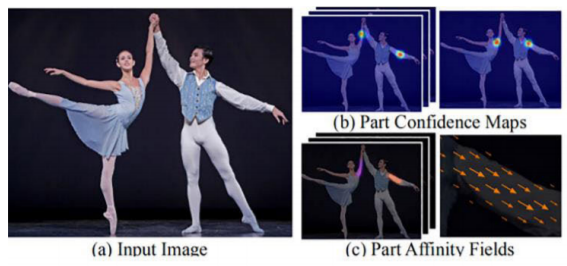 (a) Input Image
(b) Part Confidence Maps
(c) Part Affinity Fields